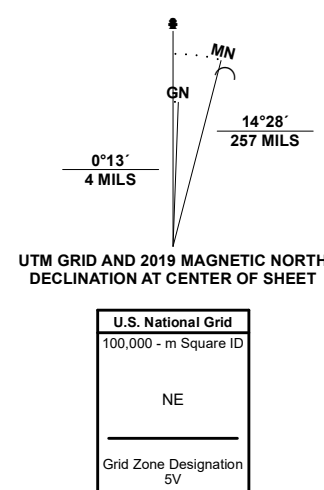 MN
GN
14°28´
257 MILS
0°13´
4 MILS
UTM GRID AND 2019 MAGNETIC NORTH
DECLINATION AT CENTER OF SHEET
U.S. National Grid
100,000 - m Square ID
NE
Grid Zone Designation
5V